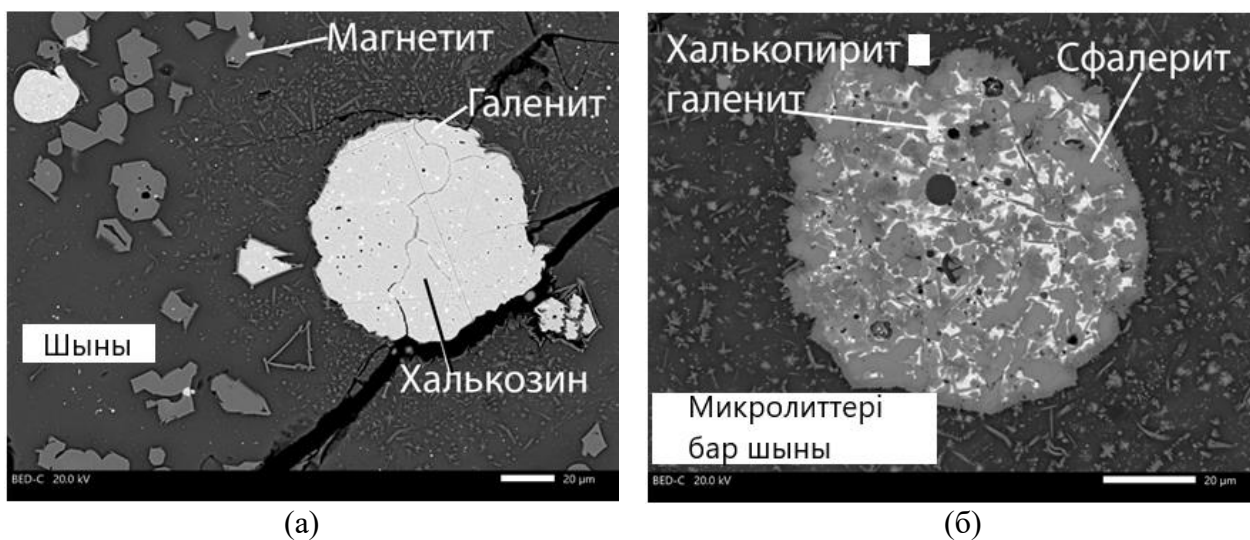 Магнетит
Галенит
Шыны
Халькозин
BED-C 20.0 kV 20 µm
Халькопирит
галенит
Сфалерит
Микролиттері
бар шыны
BED-C 20.0 kV 20 µm
(а)
(б)